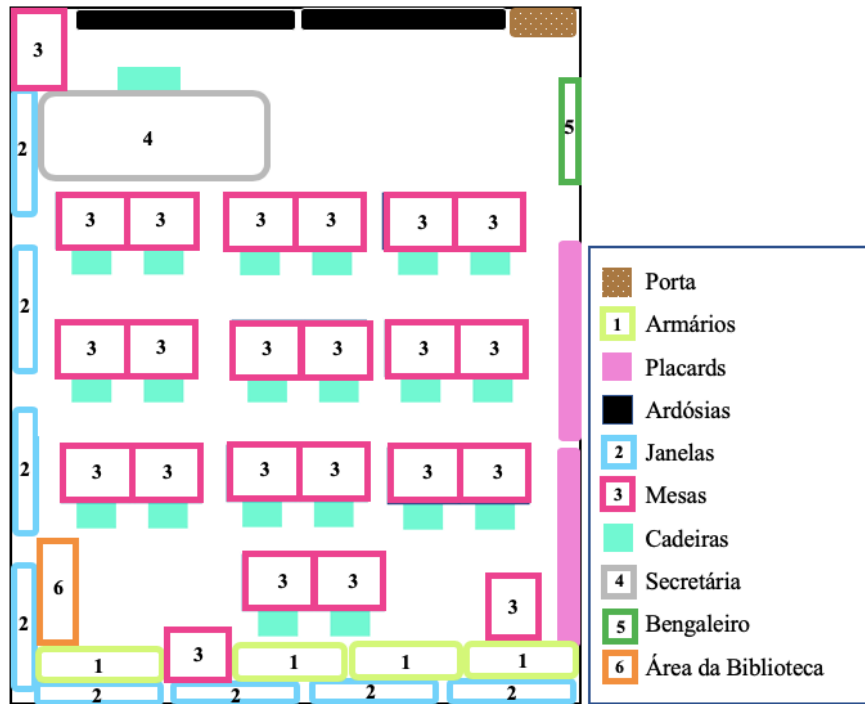 3
4
2
5
3 3 3 3 3 3
2
3 3 3 3 3 3
2
3 3 3 3 3 3
3 3
6
3
2
3
1 1 1 1
2 2 2 2
Porta
1 Armários
Placards
Ardósias
2 Janelas
3 Mesas
Cadeiras
4 Secretária
5 Bengaleiro
6 Área da Biblioteca